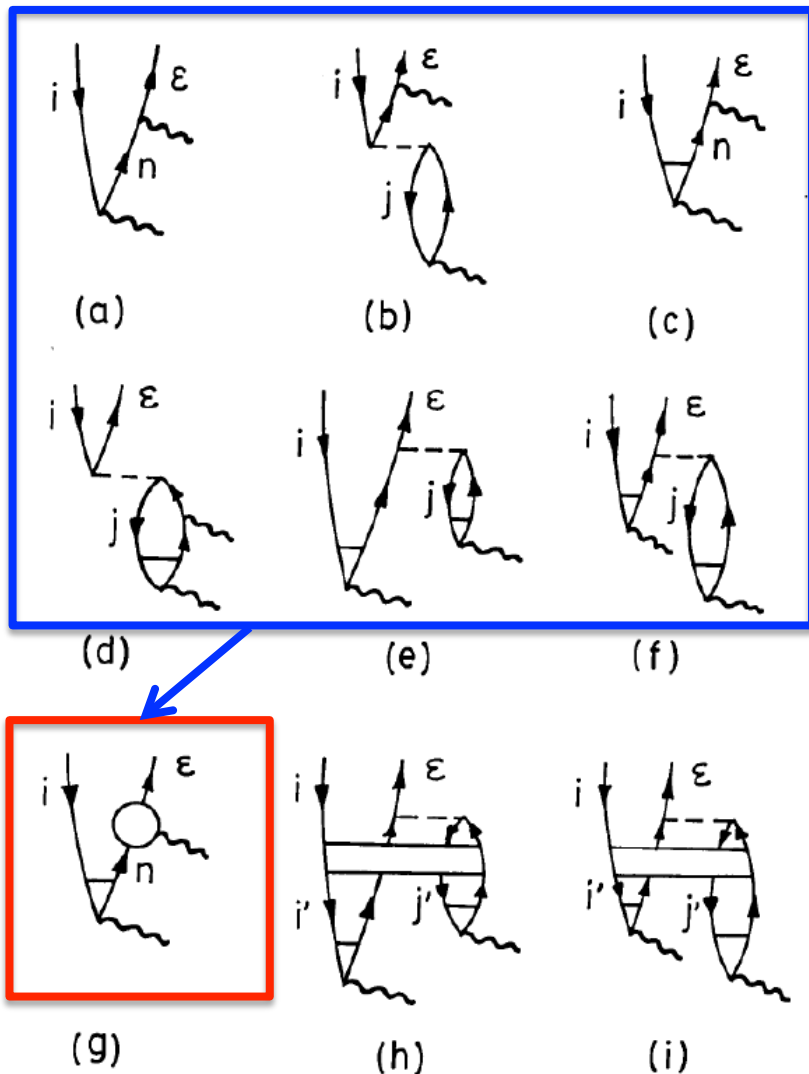 i ε n
(a)
i ε j
(b)
i ε n
(c)
i ε j
(d)
i ε j
(e)
i ε j
(f)
i ε n
(g)
i ε i' j'
(h)
i ε i' j'
(i)